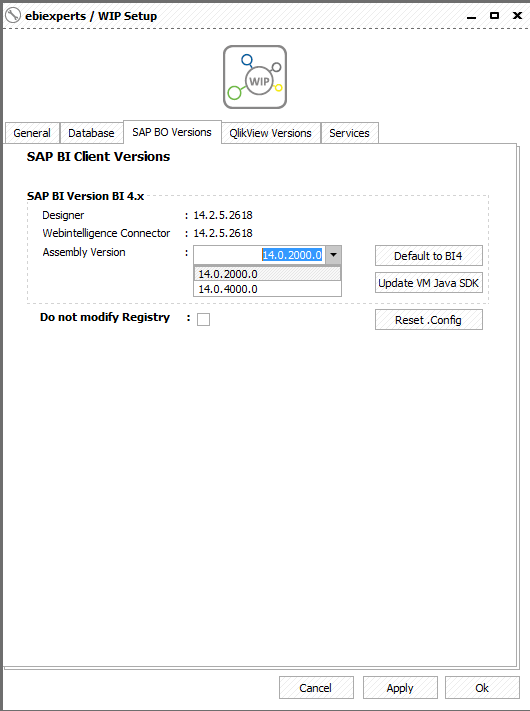 ebiexperts / WIP Setup
WIP
General Database SAP BO Versions QlikView Versions Services
SAP BI Client Versions
SAP BI Version BI 4.x
Designer : 14.2.5.2618
Webintelligence Connector : 14.2.5.2618
Assembly Version : 14.0.2000.0 Default to BI4
14.0.2000.0
14.0.4000.0 Update VM Java SDK
Do not modify Registry : Reset .Config
Cancel Apply Ok